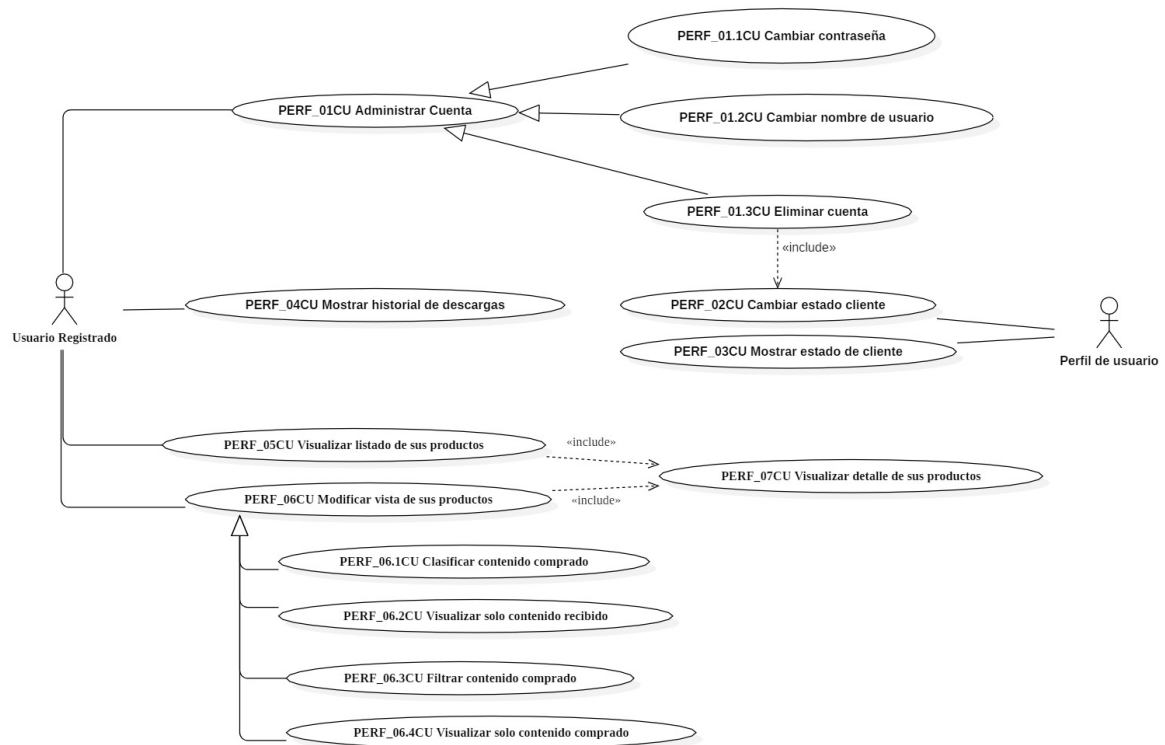 PERF_01.1CU Cambiar contraseña
PERF_01CU Administrar Cuenta
PERF_01.2CU Cambiar nombre de usuario
PERF_01.3CU Eliminar cuenta
«include»
PERF_04CU Mostrar historial de descargas
PERF_02CU Cambiar estado cliente
Usuario Registrado
PERF_03CU Mostrar estado de cliente
Perfil de usuario
PERF_05CU Visualizar listado de sus productos
«include»
PERF_07CU Visualizar detalle de sus productos
PERF_06CU Modificar vista de sus productos
«include»
PERF_06.1CU Clasificar contenido comprado
PERF_06.2CU Visualizar solo contenido recibido
PERF_06.3CU Filtrar contenido comprado
PERF_06.4CU Visualizar solo contenido comprado